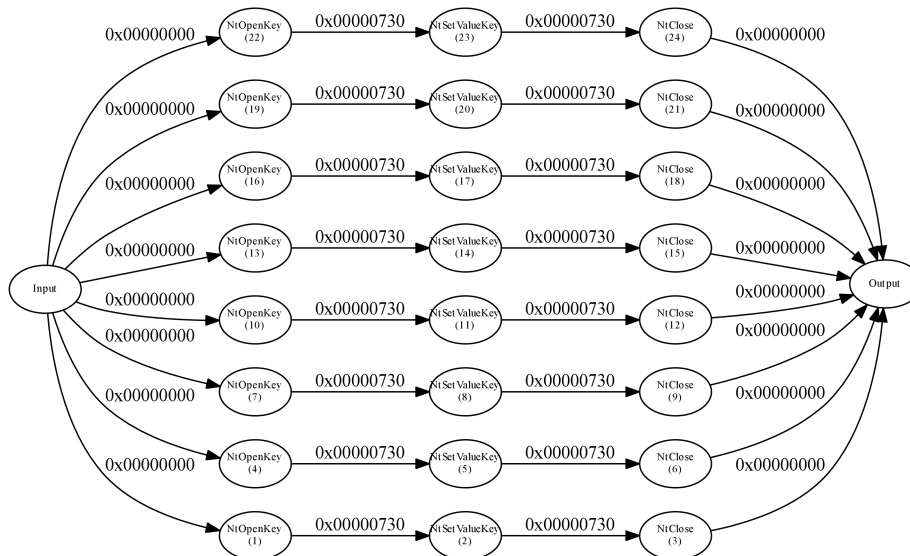 0x00000000
NtOpenKey
(22)
0x00000730
NtSetValueKey
(23)
0x00000730
NtClose
(24)
0x00000000
0x00000000
NtOpenKey
(19)
0x00000730
NtSetValueKey
(20)
0x00000730
NtClose
(21)
0x00000000
0x00000000
NtOpenKey
(16)
0x00000730
NtSetValueKey
(17)
0x00000730
NtClose
(18)
0x00000000
0x00000000
NtOpenKey
(13)
0x00000730
NtSetValueKey
(14)
0x00000730
NtClose
(15)
0x00000000
Input
Output
0x00000000
NtOpenKey
(10)
0x00000730
NtSetValueKey
(11)
0x00000730
NtClose
(12)
0x00000000
0x00000000
NtOpenKey
(7)
0x00000730
NtSetValueKey
(8)
0x00000730
NtClose
(9)
0x00000000
0x00000000
NtOpenKey
(4)
0x00000730
NtSetValueKey
(5)
0x00000730
NtClose
(6)
0x00000000
0x00000000
NtOpenKey
(1)
0x00000730
NtSetValueKey
(2)
0x00000730
NtClose
(3)
0x00000000